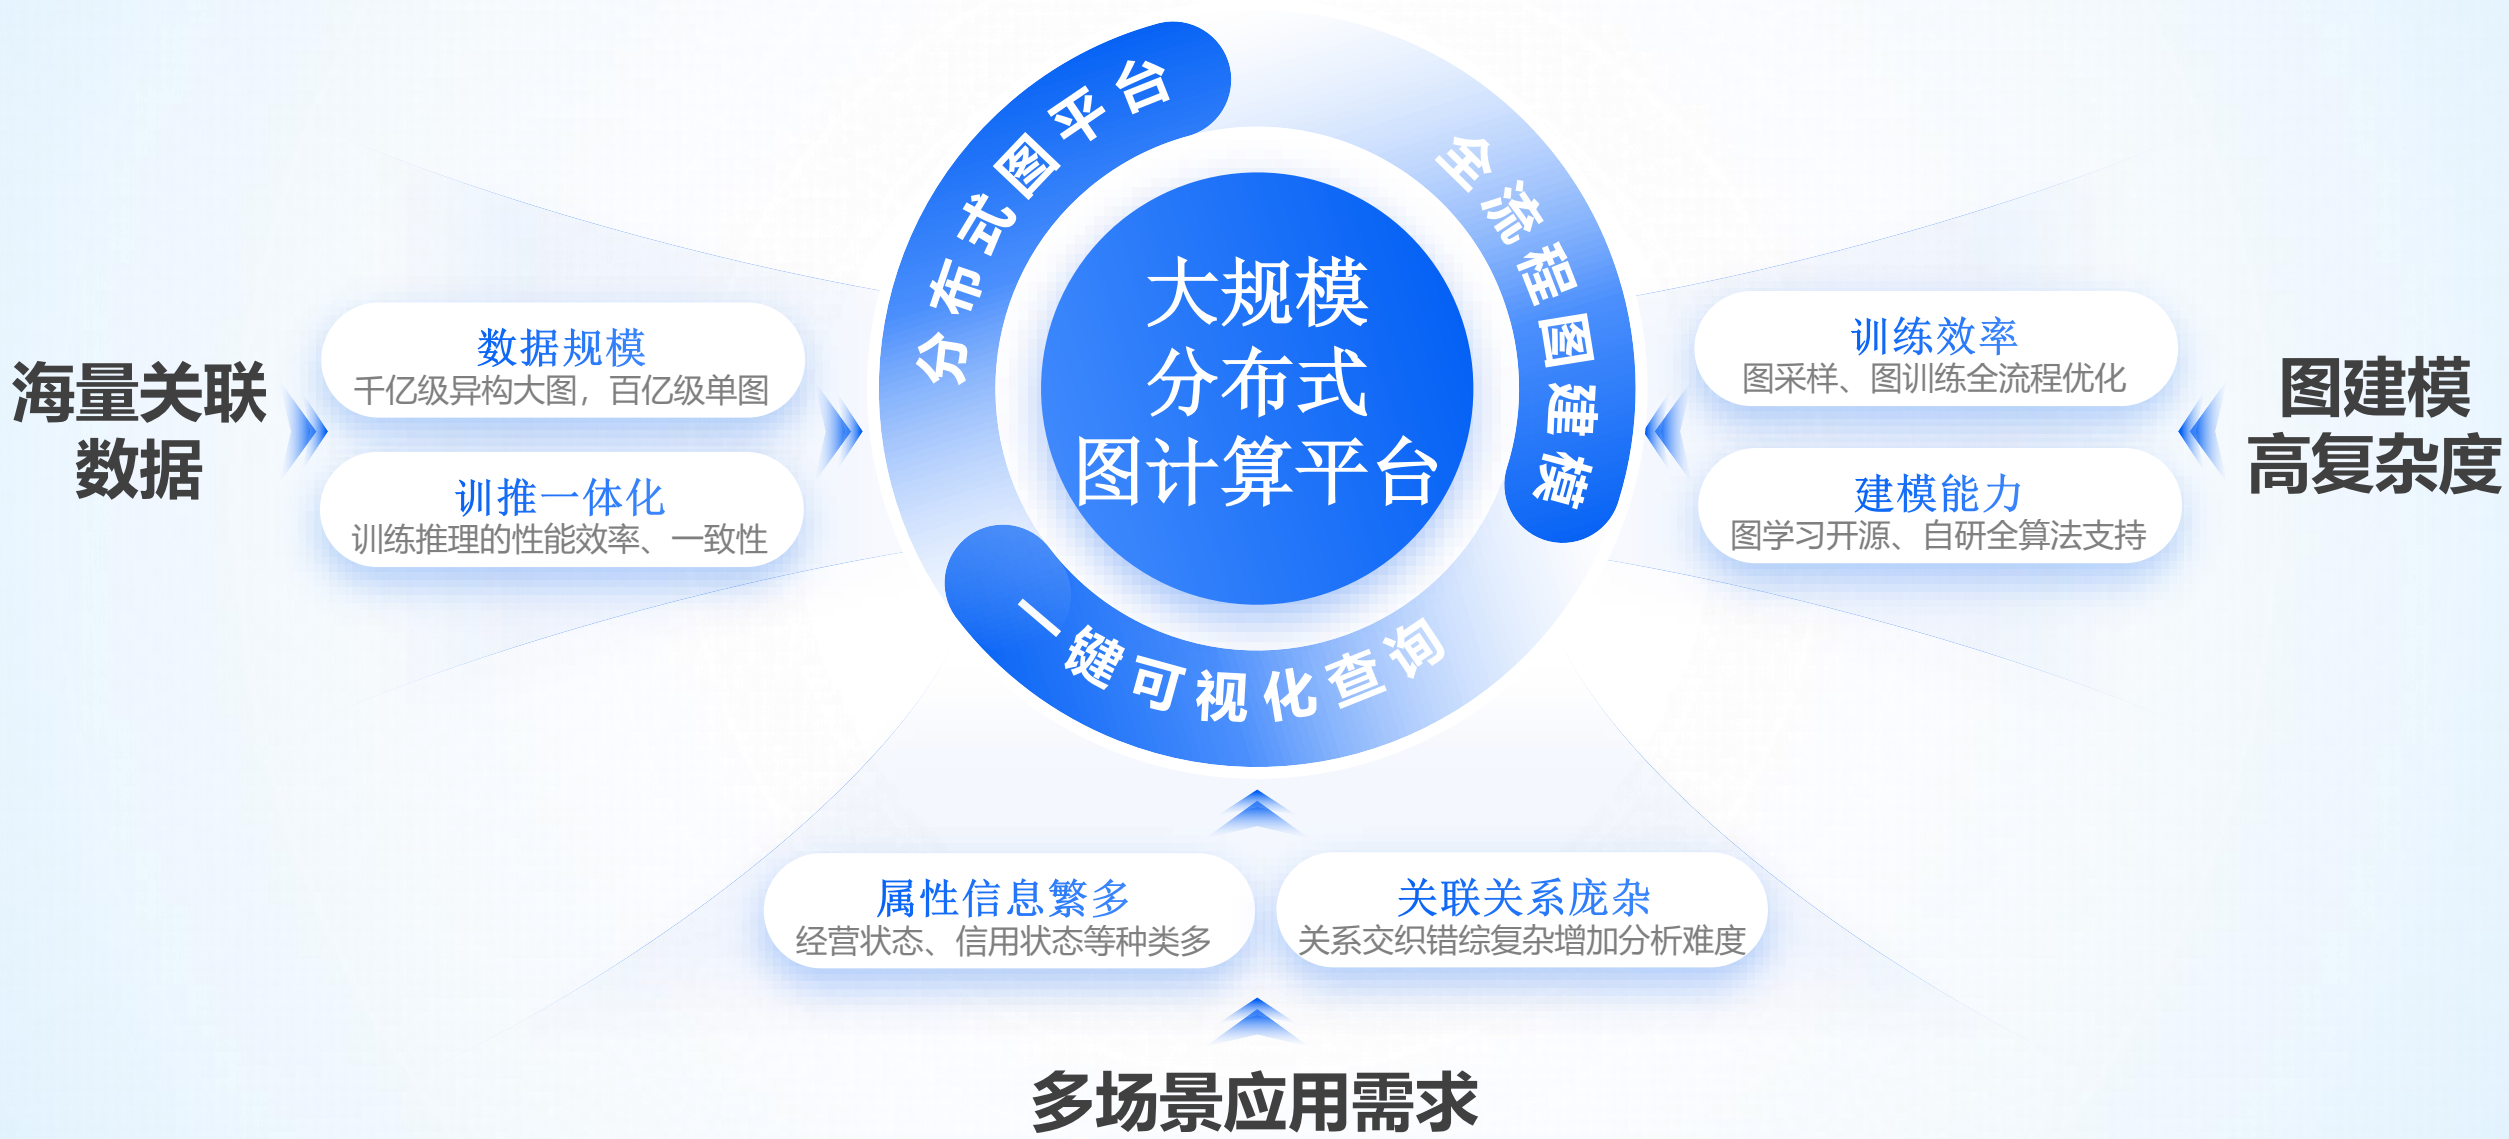 分布式图平台
全流程图建模
一键可视化查询
大规模
分布式
图计算平台
海量关联
数据
数据规模
千亿级异构大图，百亿级单图
训推一体化
训练推理的性能效率、一致性
训练效率
图采样、图训练全流程优化
建模能力
图学习开源、自研全算法支持
图建模
高复杂度
属性信息繁多
经营状态、信用状态等种类多
关联关系庞杂
关系交织错综复杂增加分析难度
多场景应用需求